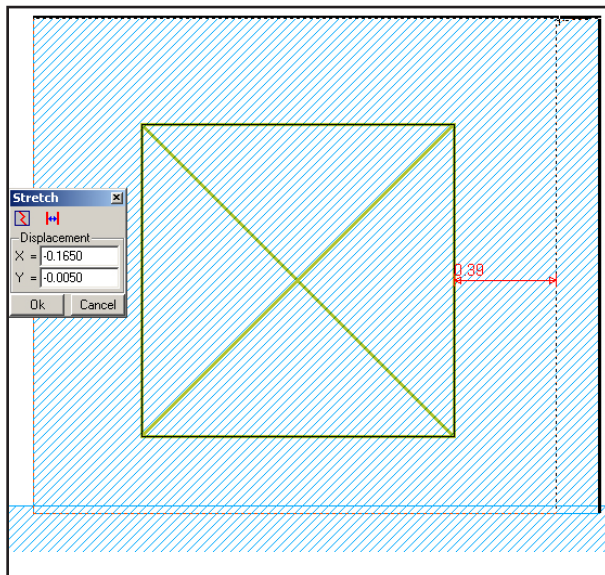 Stretch
Displacement
X = -0.1650
Y = -0.0050
Ok Cancel
0.39